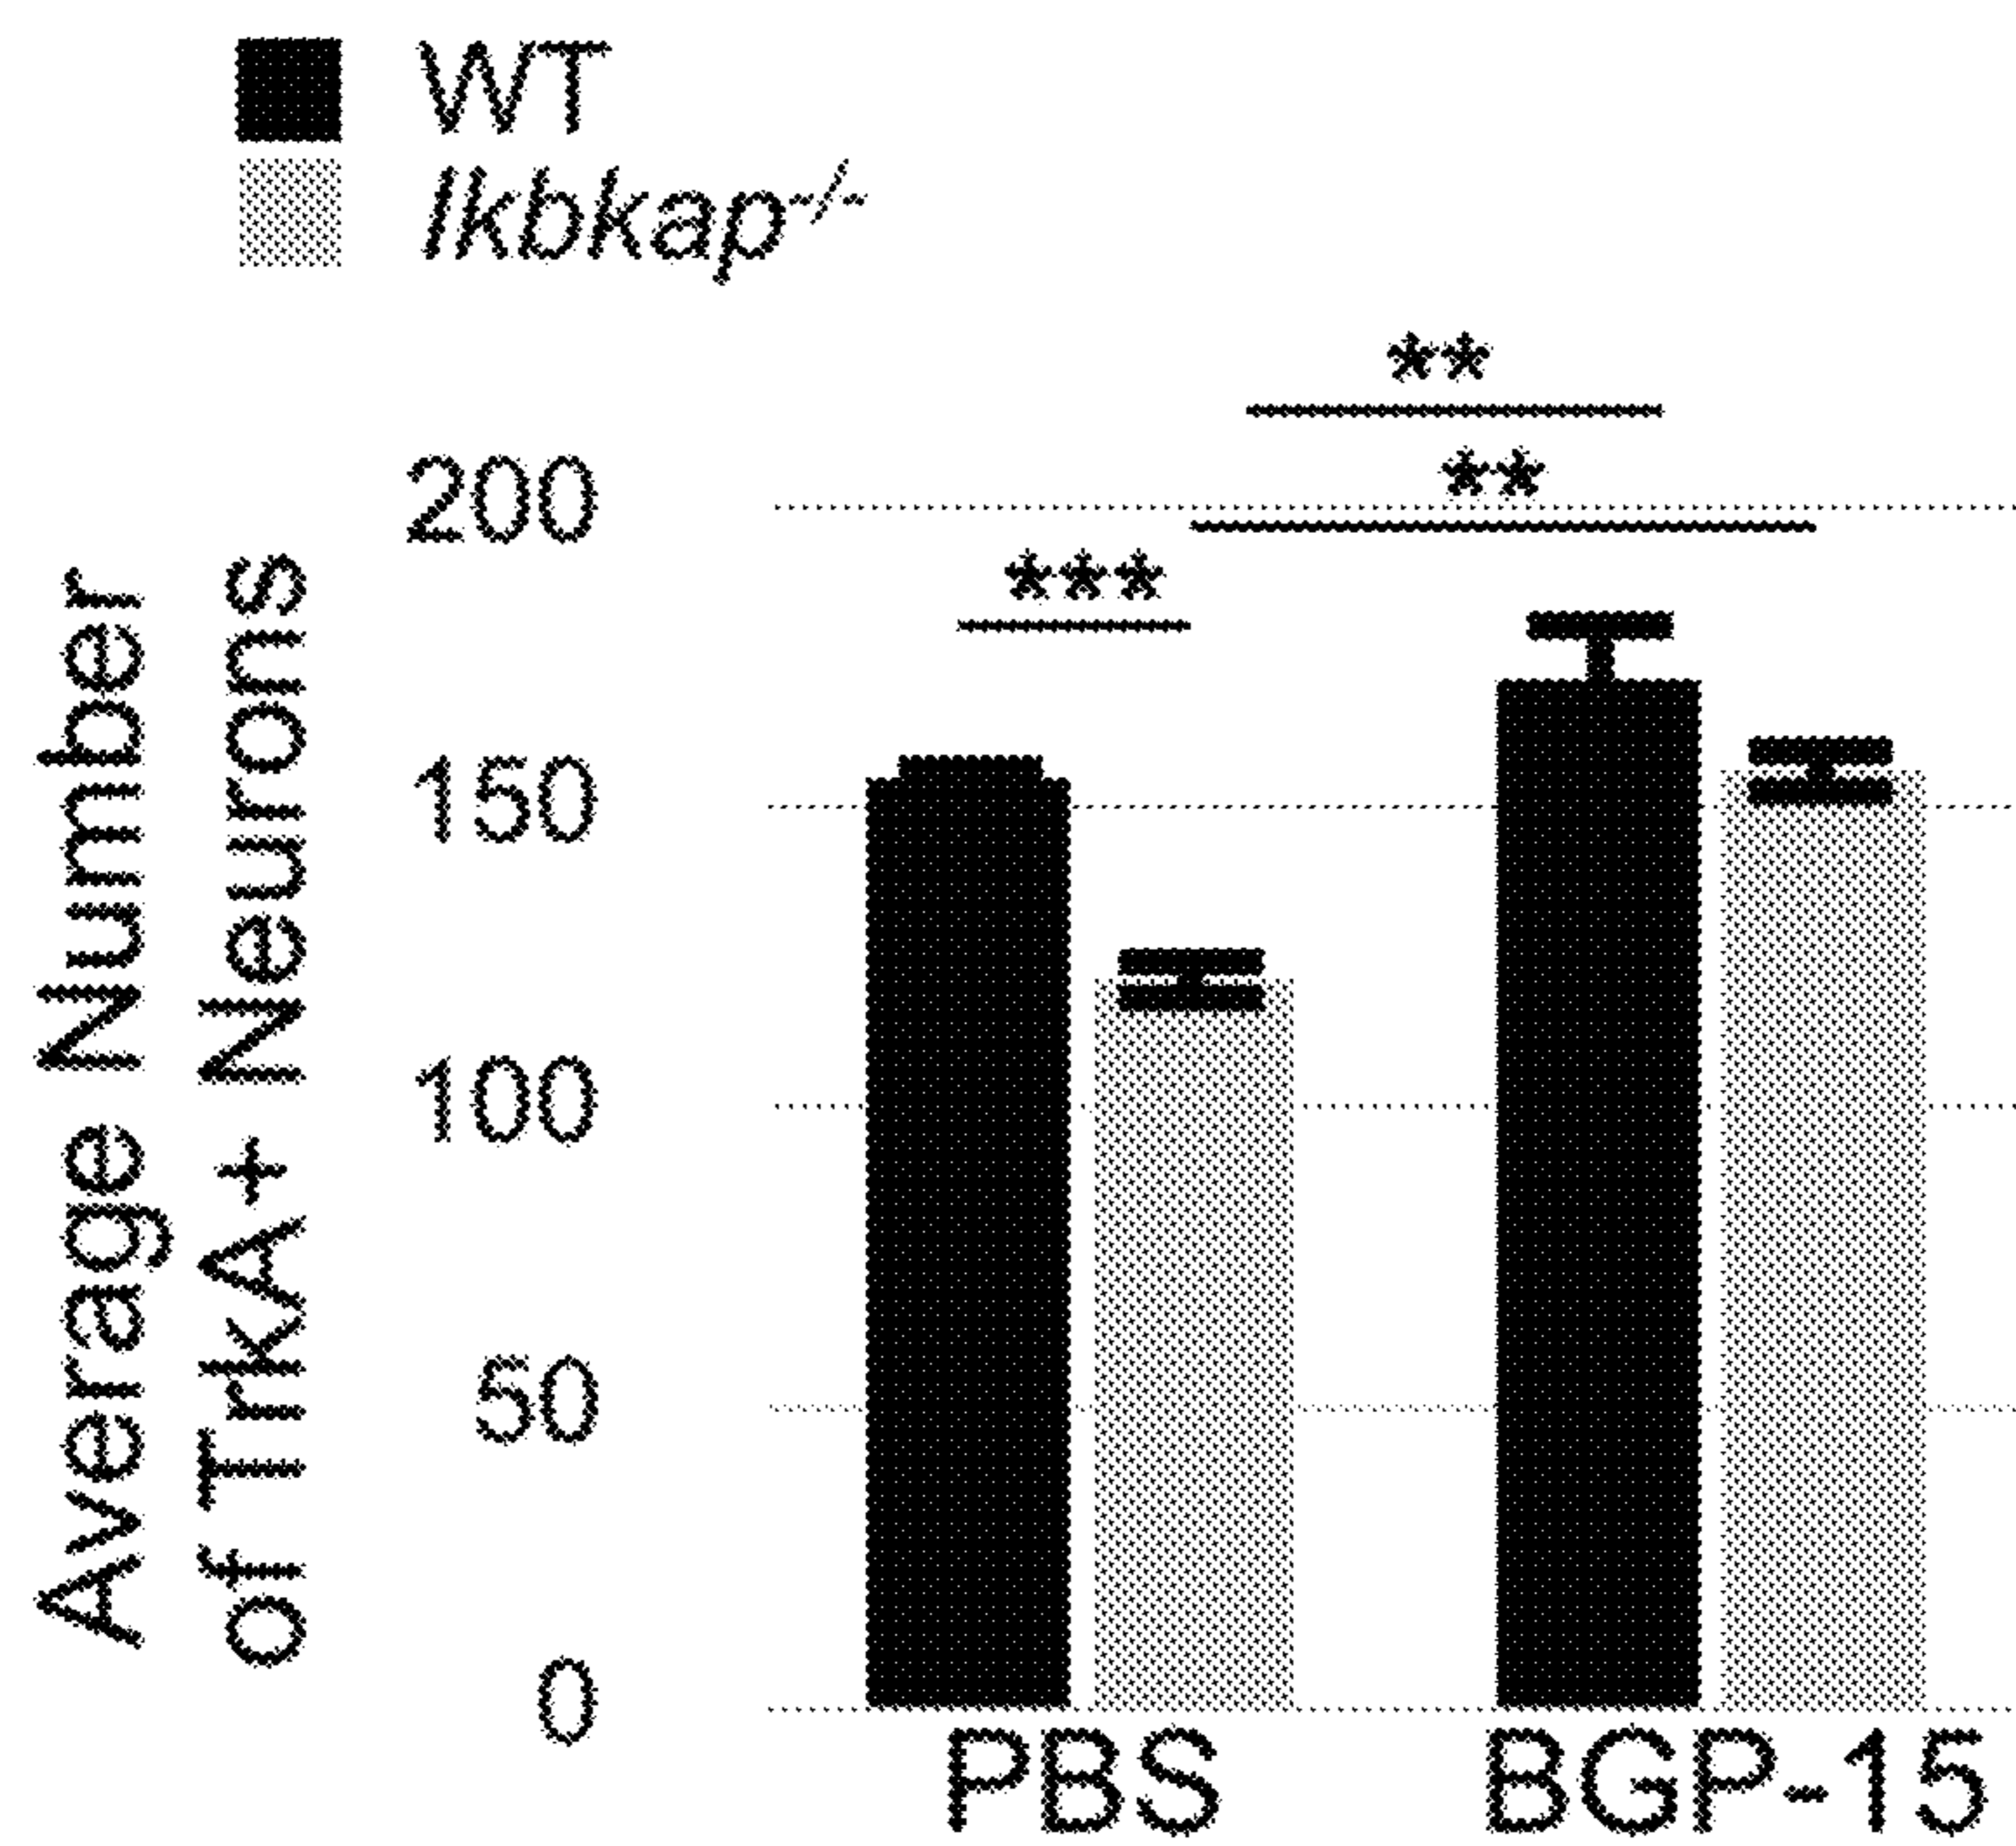 WT
Ikbkap-/-
**
**
***
200
150
100
50
0
Average Number
of TrkA+ Neurons
PBS
BGP-15